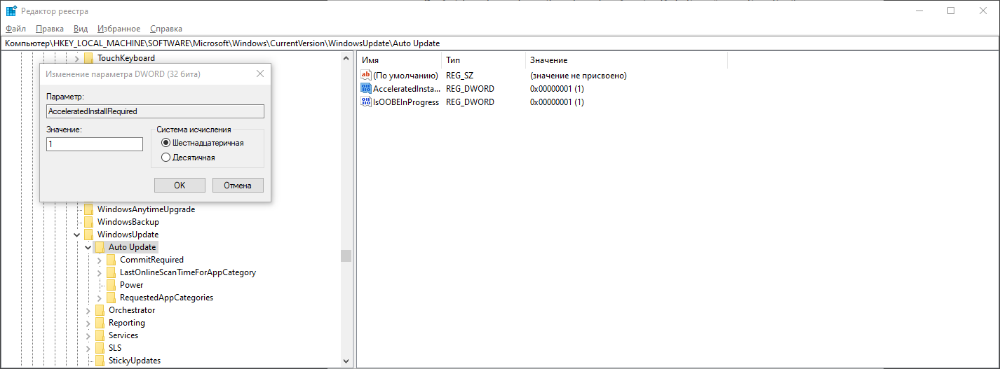 Редактор реестра
Файл Правка Вид Избранное Справка
Компьютер\HKEY_LOCAL_MACHINE\SOFTWARE\Microsoft\Windows\CurrentVersion\WindowsUpdate\Auto Update
TouchKeyboard
Изменение параметра DWORD (32 бита)
Параметр:
AcceleratedInstallRequired
Значение:
1
Система исчисления
Шестнадцатеричная
Десятичная
OK Отмена
WindowsAnytimeUpgrade
WindowsBackup
WindowsUpdate
Auto Update
CommitRequired
LastOnlineScanTimeForAppCategory
Power
RequestedAppCategories
Orchestrator
Reporting
Services
SLS
StickyUpdates
Имя Тип Значение
(По умолчанию) REG_SZ (значение не присвоено)
AcceleratedInsta... REG_DWORD 0x00000001 (1)
IsOOBEInProgress REG_DWORD 0x00000001 (1)